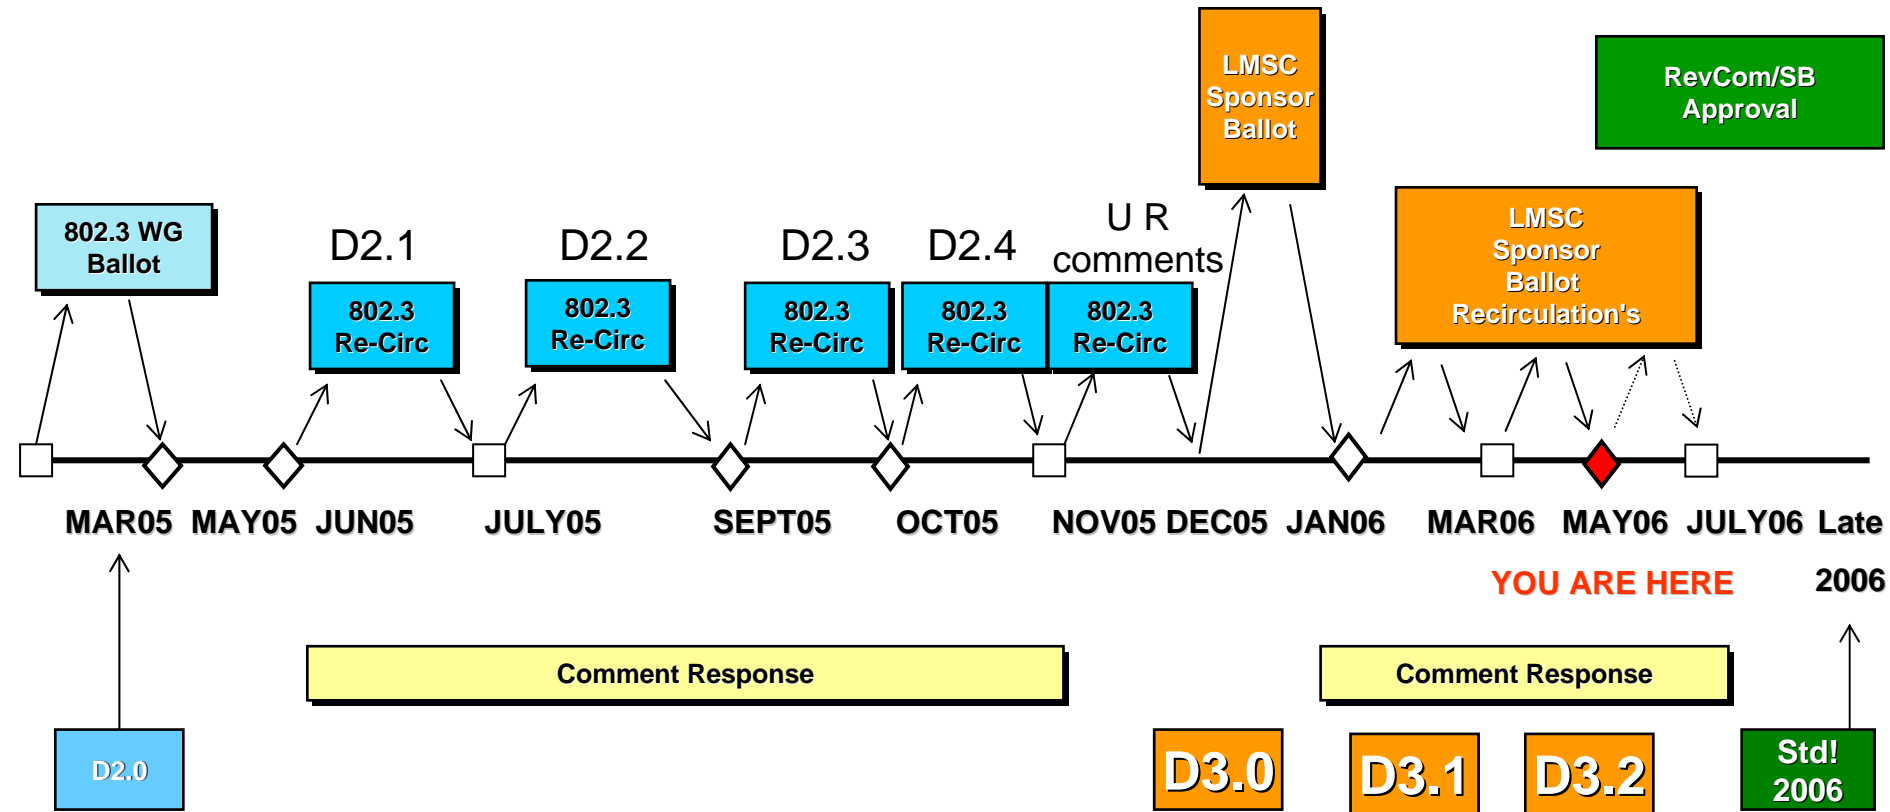 LMSC
Sponsor
Ballot
RevCom/SB
Approval
802.3 WG
Ballot
D2.1
802.3
Re-Circ
D2.2
802.3
Re-Circ
D2.3
802.3
Re-Circ
D2.4
802.3
Re-Circ
U R
comments
802.3
Re-Circ
LMSC
Sponsor
Ballot
Recirculation's
MAR05 MAY05 JUN05 JULY05 SEPT05 OCT05 NOV05 DEC05 JAN06 MAR06 MAY06 JULY06 Late
2006
YOU ARE HERE
Comment Response
Comment Response
D2.0
D3.0
D3.1
D3.2
Std!
2006